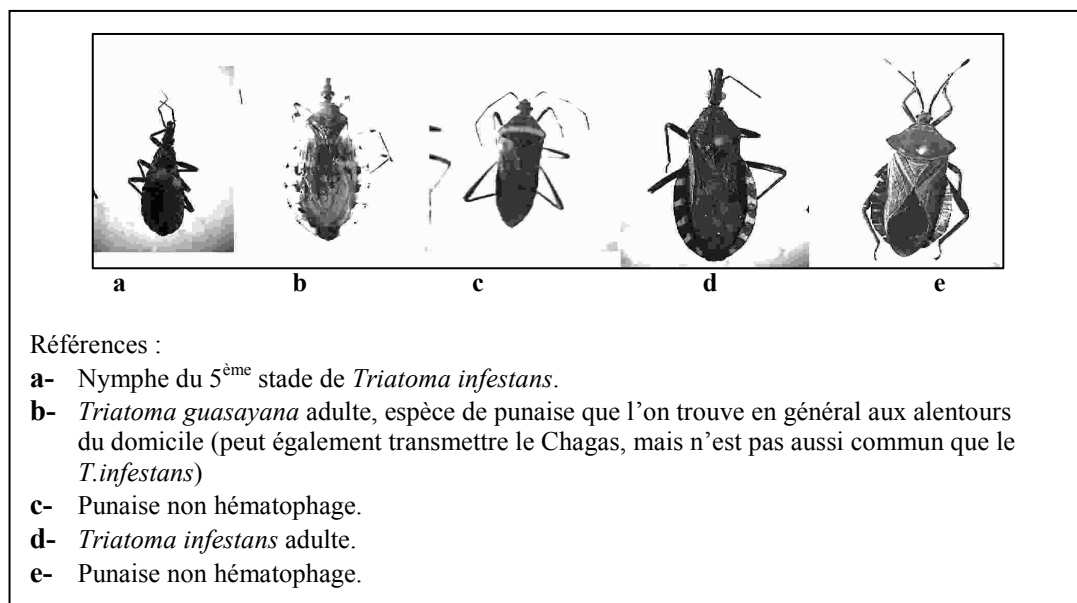 a b c d e
Références :
a- Nymphe du 5ème stade de Triatoma infestans.
b- Triatoma guasayana adulte, espèce de punaise que l’on trouve en général aux alentours
du domicile (peut également transmettre le Chagas, mais n’est pas aussi commun que le
T.infestans)
c- Punaise non hématophage.
d- Triatoma infestans adulte.
e- Punaise non hématophage.